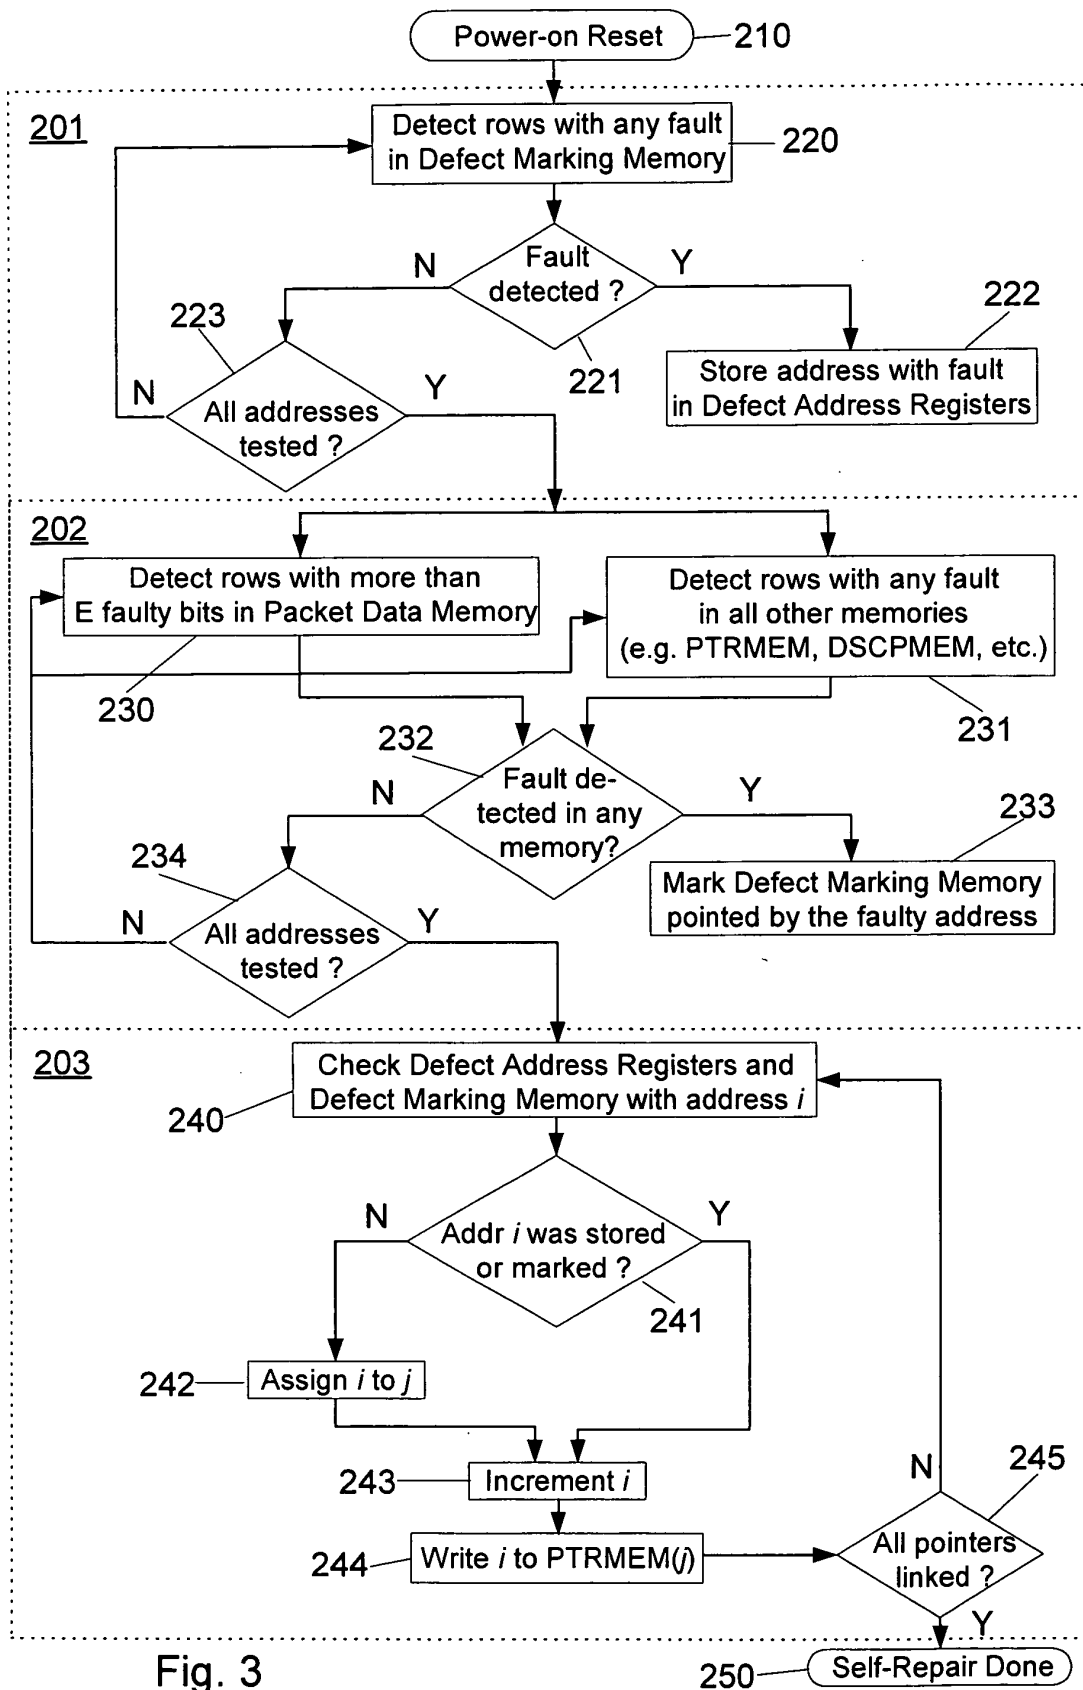 Power-on Reset
210
201
Detect rows with any fault
in Defect Marking Memory
220
N
Fault
detected ?
Y
221
222
Store address with fault
in Defect Address Registers
223
N
All addresses
tested ?
Y
202
Detect rows with more than
E faulty bits in Packet Data Memory
230
Detect rows with any fault
in all other memories
(e.g. PTRMEM, DSCPMEM, etc.)
231
232
N
Fault de-
tected in any
memory?
Y
233
Mark Defect Marking Memory
pointed by the faulty address
234
N
All addresses
tested ?
Y
203
Check Defect Address Registers and
Defect Marking Memory with address i
240
N
Addr i was stored
or marked ?
Y
241
242
Assign i to j
243
Increment i
244
Write i to PTRMEM(j)
N
245
All pointers
linked ?
Y
250
Self-Repair Done
Fig. 3